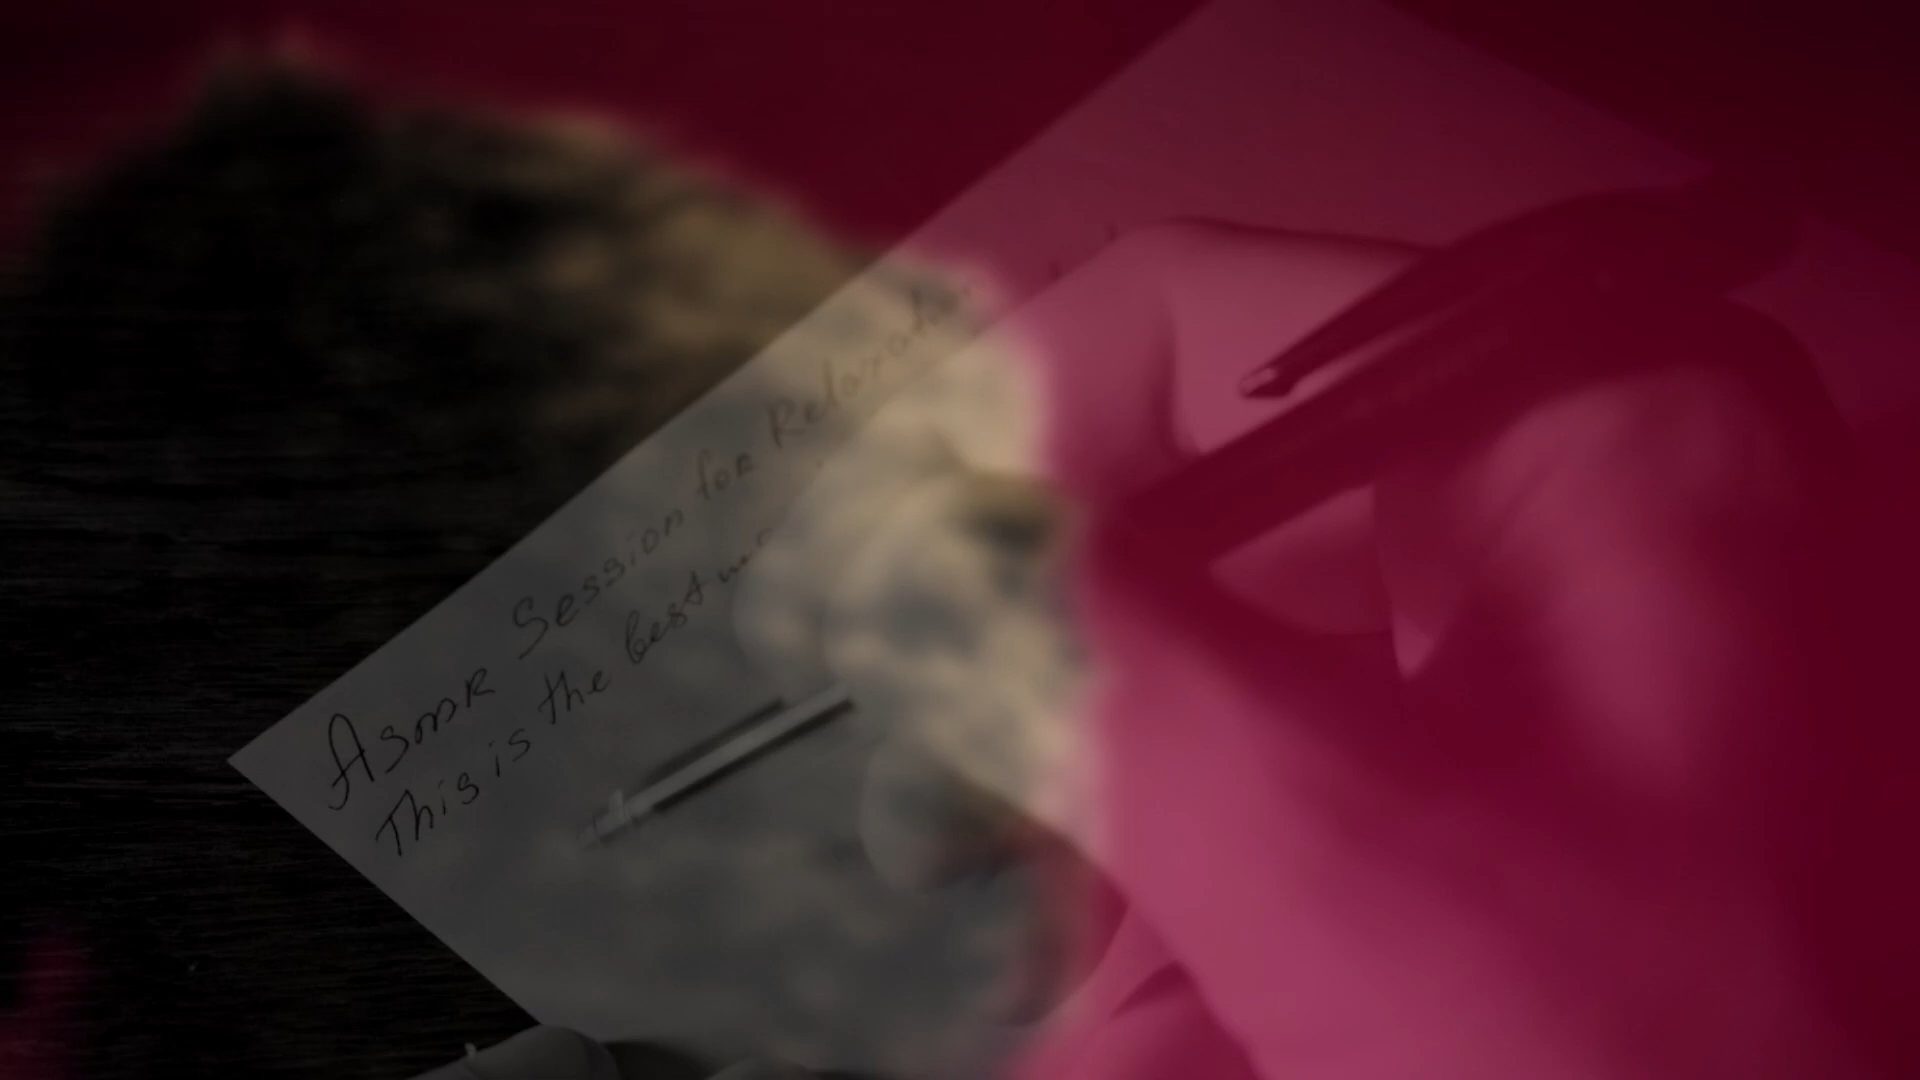 Asmr Session for Relaxation
This is the best